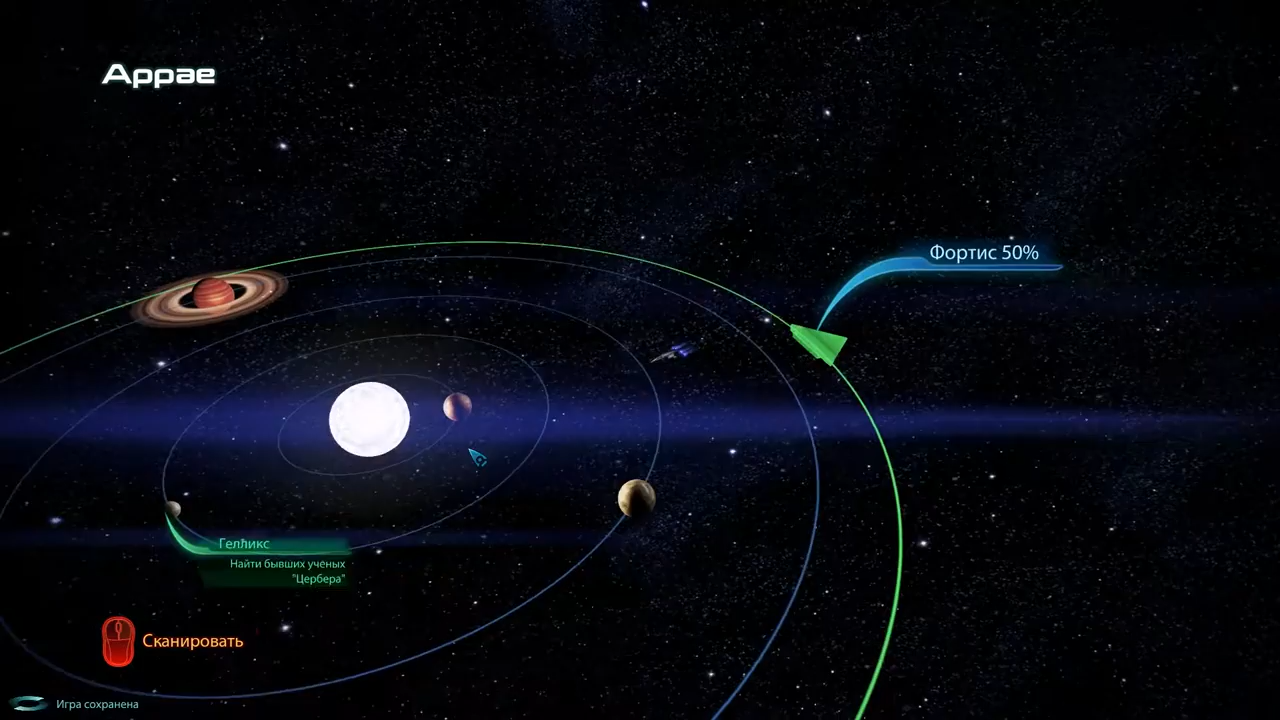 Аррае
Фортис 50%
Гелликс
Найти бывших ученых
"Цербера"
Сканировать
Игра сохранена